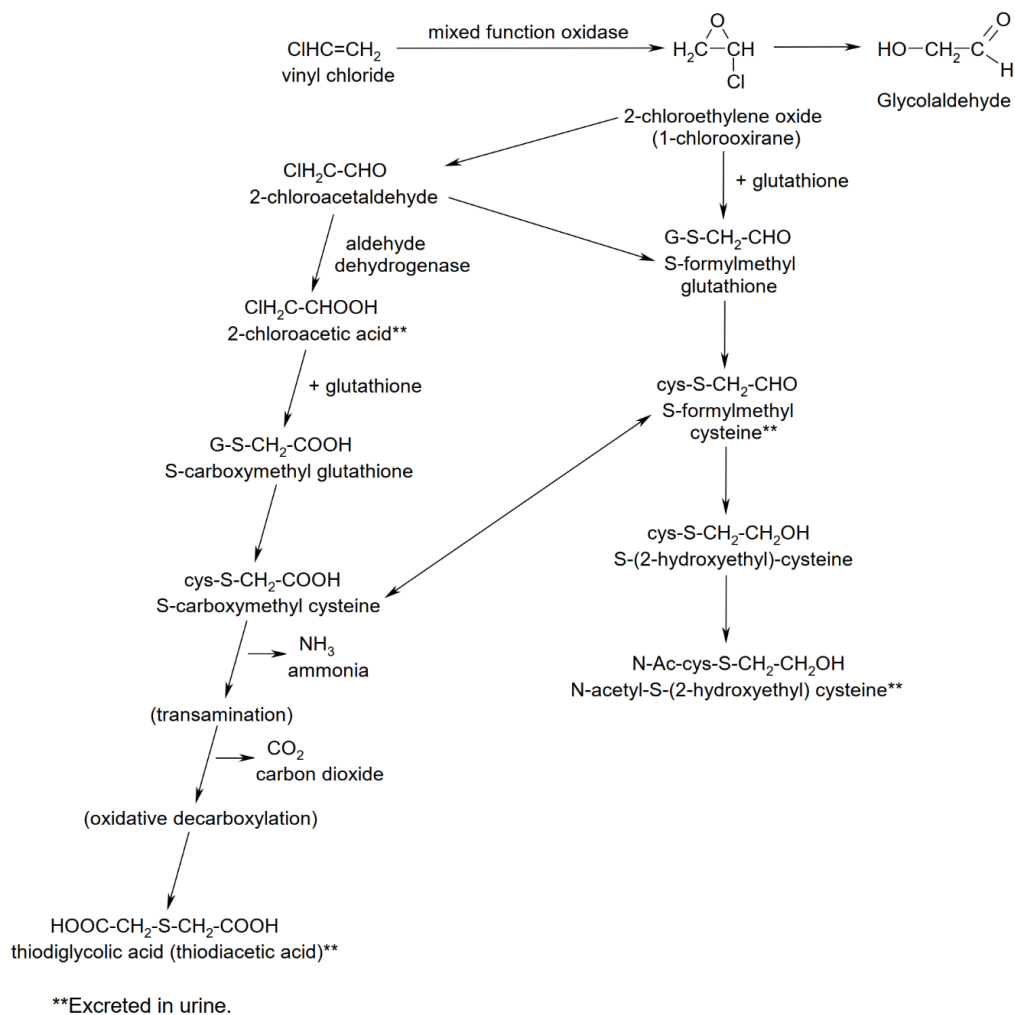 ClHC=CH₂
vinyl chloride
mixed function oxidase
O
H₂C–CH
Cl
2-chloroethylene oxide
(1-chlorooxirane)
O
HO–CH₂–C
H
Glycolaldehyde
ClH₂C-CHO
2-chloroacetaldehyde
+ glutathione
G-S-CH₂-CHO
S-formylmethyl
glutathione
aldehyde
dehydrogenase
ClH₂C-CHOOH
2-chloroacetic acid**
+ glutathione
cys-S-CH₂-CHO
S-formylmethyl
cysteine**
G-S-CH₂-COOH
S-carboxymethyl glutathione
cys-S-CH₂-CH₂OH
S-(2-hydroxyethyl)-cysteine
cys-S-CH₂-COOH
S-carboxymethyl cysteine
NH₃
ammonia
N-Ac-cys-S-CH₂-CH₂OH
N-acetyl-S-(2-hydroxyethyl) cysteine**
(transamination)
CO₂
carbon dioxide
(oxidative decarboxylation)
HOOC-CH₂-S-CH₂-COOH
thiodiglycolic acid (thiodiacetic acid)**
**Excreted in urine.